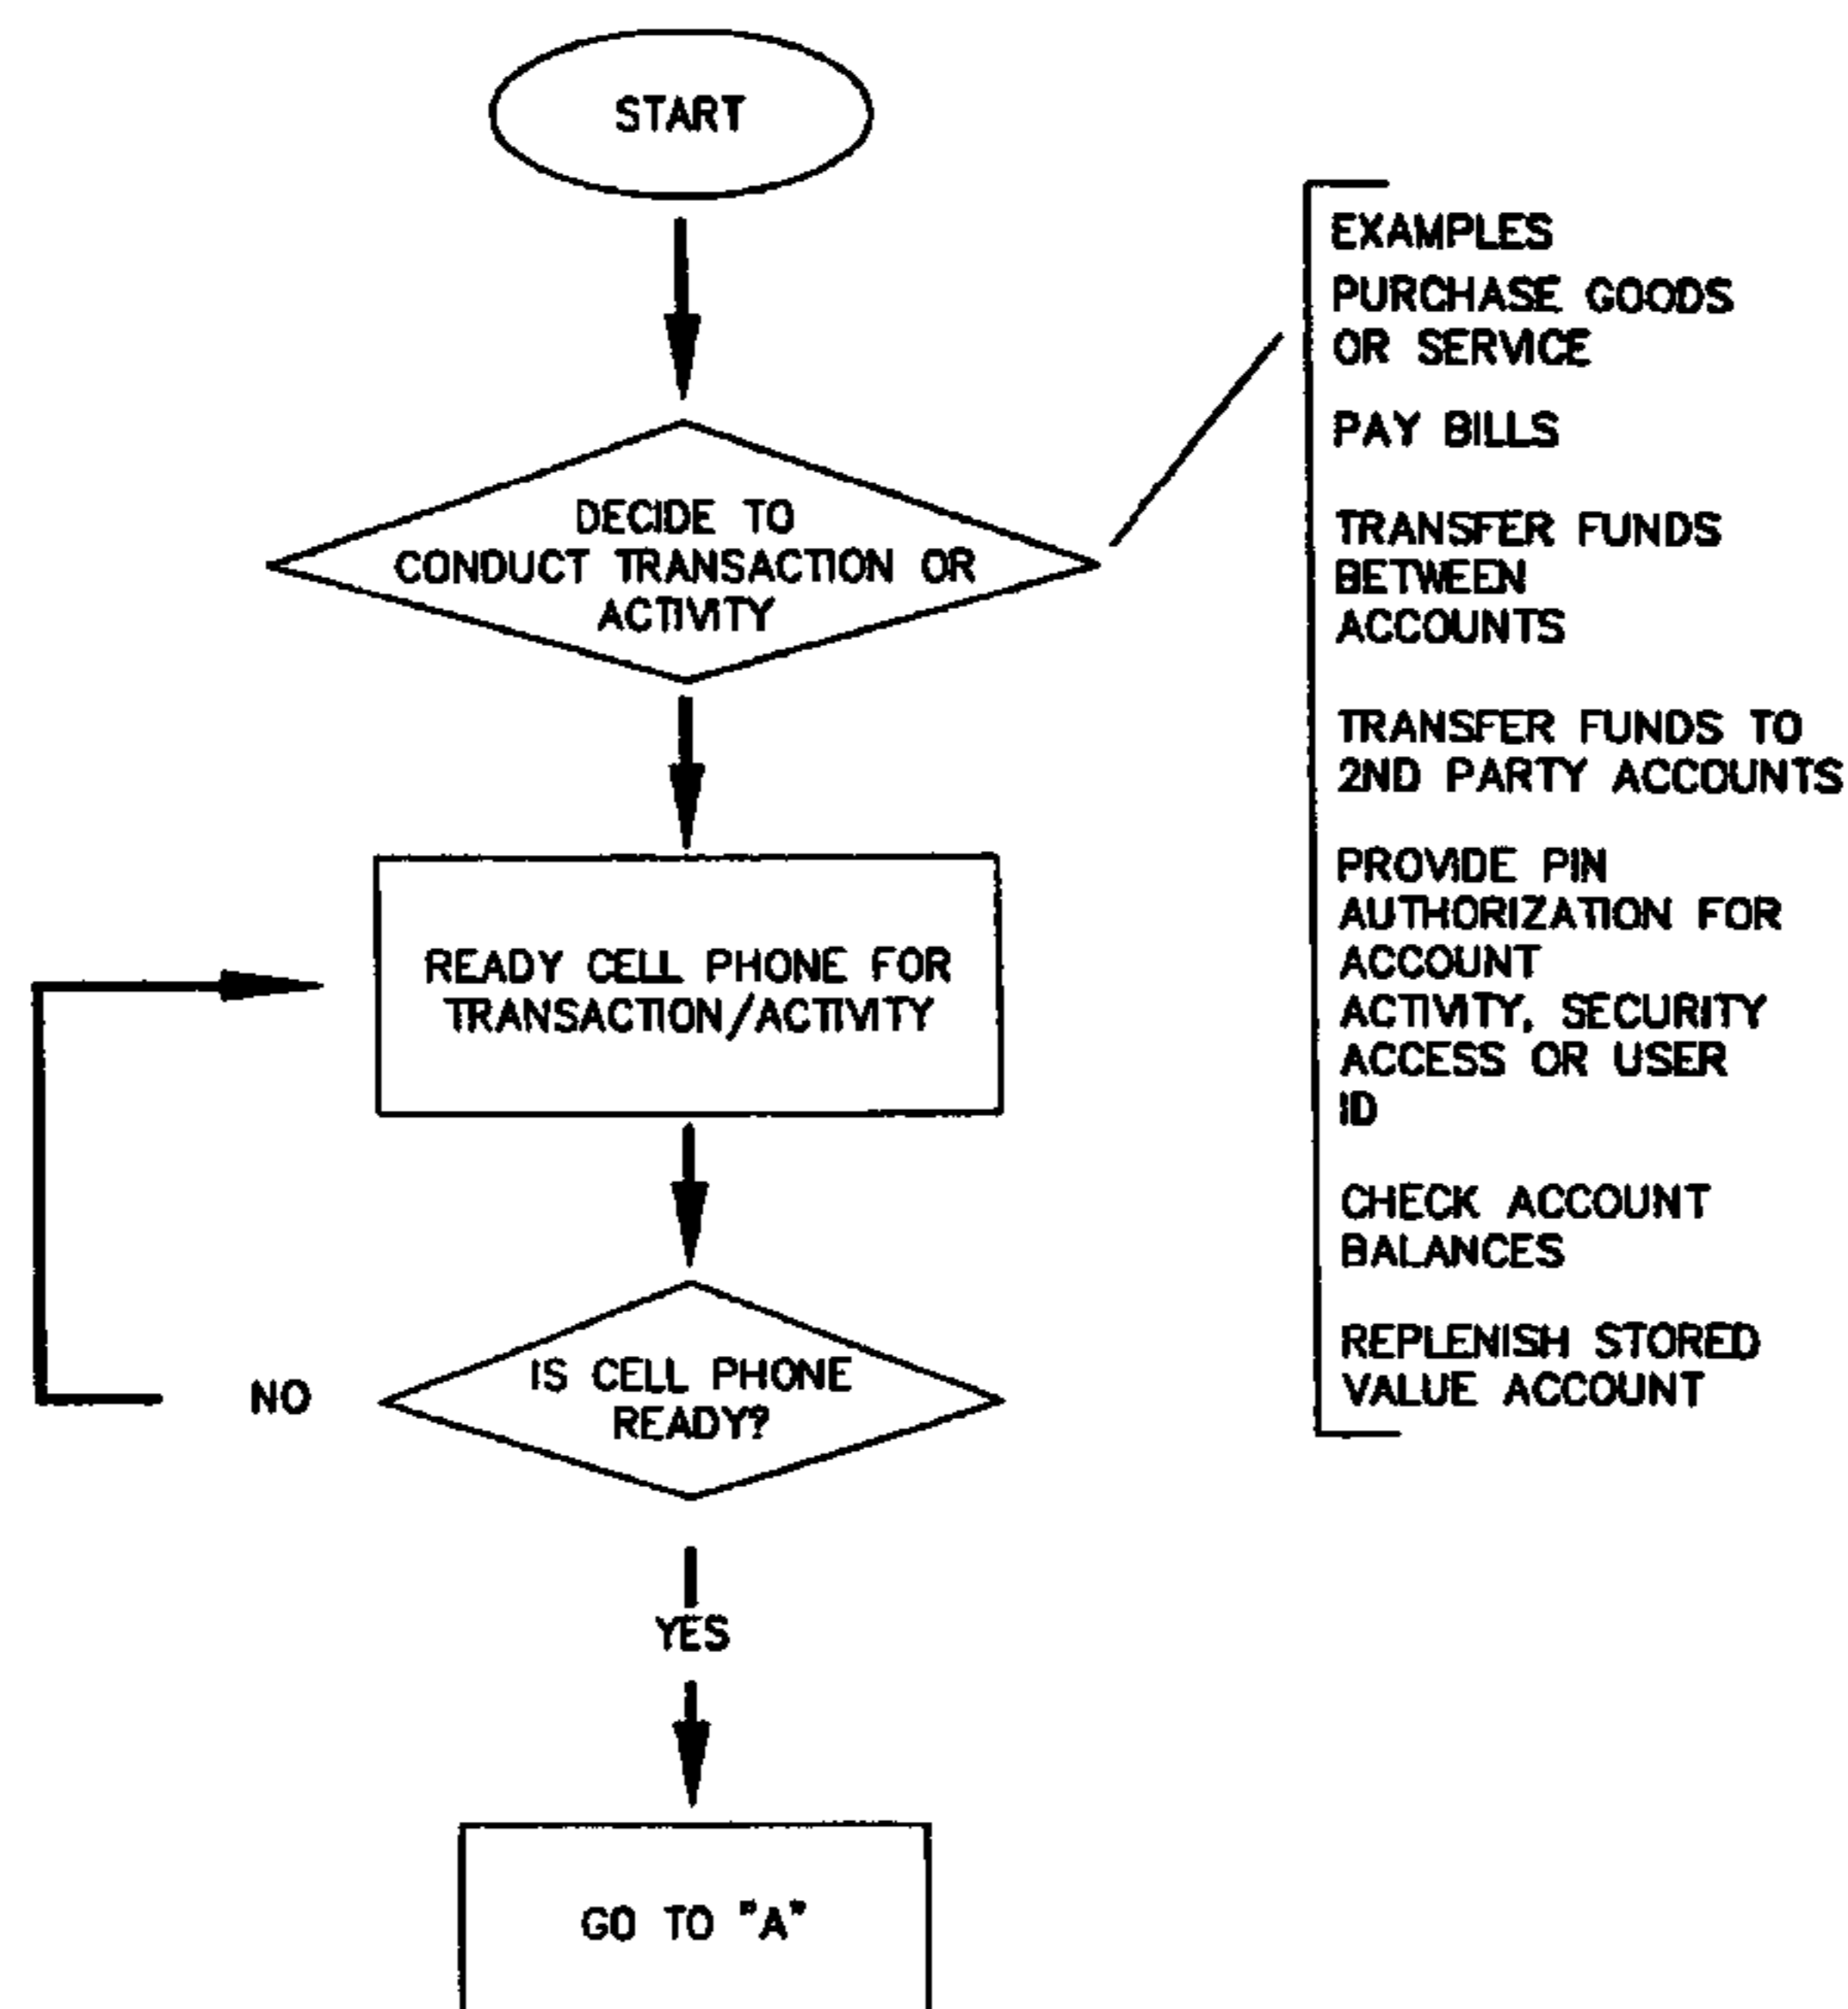 START
DECIDE TO
CONDUCT TRANSACTION OR
ACTIVITY
READY CELL PHONE FOR
TRANSACTION/ACTIVITY
IS CELL PHONE
READY?
NO
YES
GO TO "A"
EXAMPLES
PURCHASE GOODS
OR SERVICE
PAY BILLS
TRANSFER FUNDS
BETWEEN
ACCOUNTS
TRANSFER FUNDS TO
2ND PARTY ACCOUNTS
PROVIDE PIN
AUTHORIZATION FOR
ACCOUNT
ACTIVITY, SECURITY
ACCESS OR USER
ID
CHECK ACCOUNT
BALANCES
REPLENISH STORED
VALUE ACCOUNT